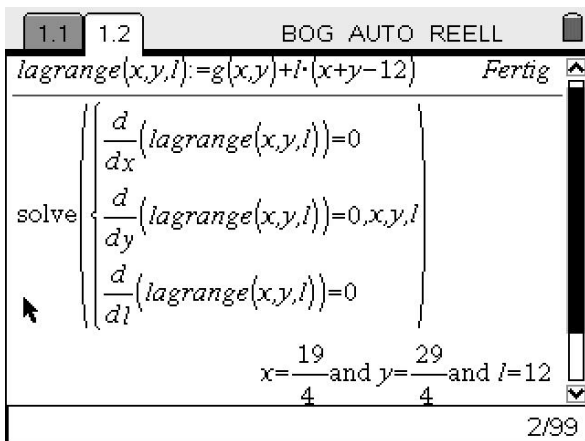 1.1 1.2 BOG AUTO REELL
lagrange(x,y,l):=g(x,y)+l·(x+y−12) Fertig
d/dx(lagrange(x,y,l))=0
solve d/dy(lagrange(x,y,l))=0,x,y,l
d/dl(lagrange(x,y,l))=0
x=19/4 and y=29/4 and l=12
2/99